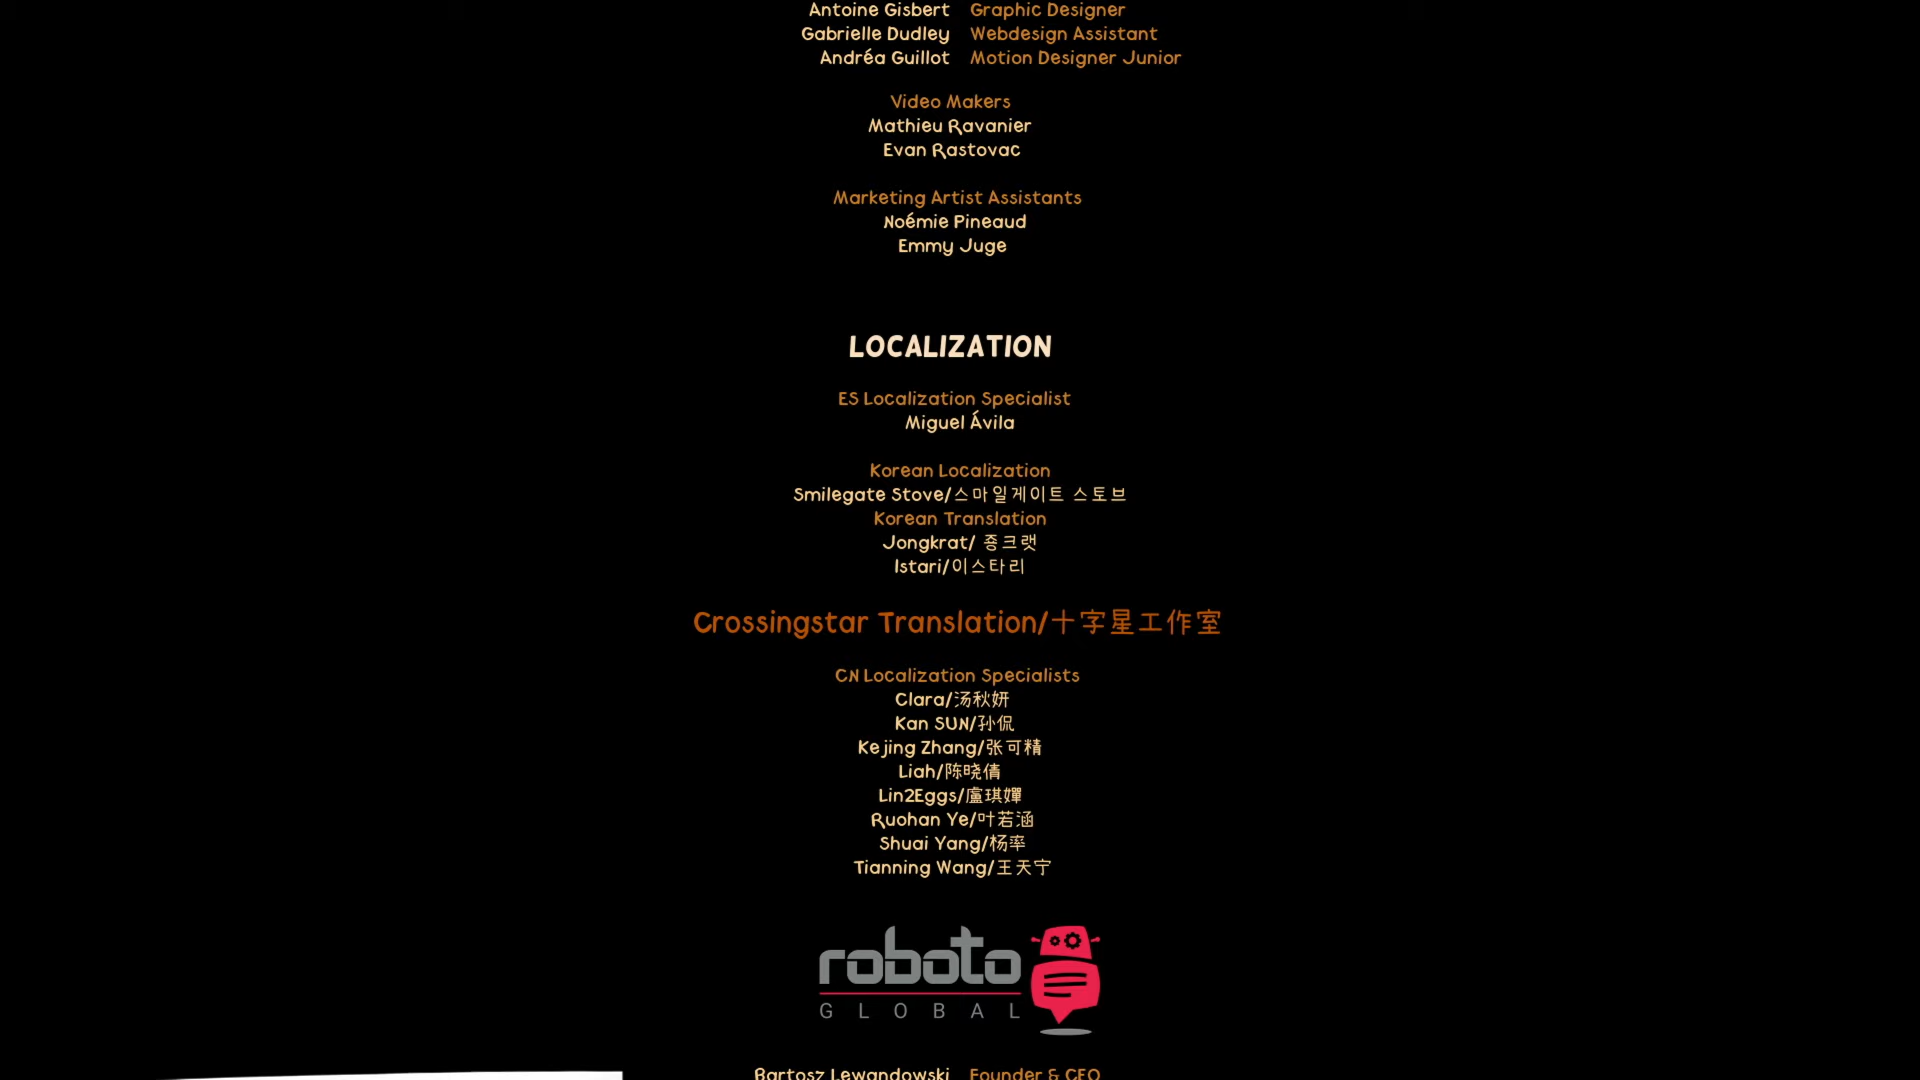 Antoine Gisbert Graphic Designer
Gabrielle Dudley Webdesign Assistant
Andréa Guillot Motion Designer Junior
Video Makers
Mathieu Ravanier
Evan Rastovac
Marketing Artist Assistants
Noémie Pineaud
Emmy Juge
LOCALIZATION
ES Localization Specialist
Miguel Ávila
Korean Localization
Smilegate Stove/스마일게이트 스토브
Korean Translation
Jongkrat/ 죵크랫
Istari/이스타리
Crossingstar Translation/十字星工作室
CN Localization Specialists
Clara/汤秋妍
Kan SUN/孙侃
Kejing Zhang/张可精
Liah/陈晓倩
Lin2Eggs/盧琪嬋
Ruohan Ye/叶若涵
Shuai Yang/杨率
Tianning Wang/王天宁
roboto
GLOBAL
Bartosz Lewandowski Founder & CEO